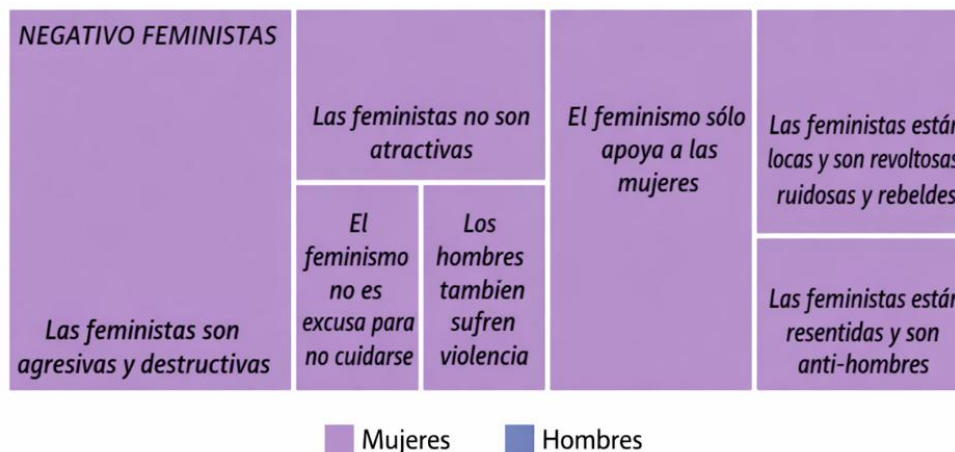 NEGATIVO FEMINISTAS
Las feministas son
agresivas y destructivas
Las feministas no son
atractivas
El
feminismo
no es
excusa para
no cuidarse
Los
hombres
tambien
sufren
violencia
El feminismo sólo
apoya a las
mujeres
Las feministas están
locas y son revoltosas
ruidosas y rebeldes
Las feministas están
resentidas y son
anti-hombres
Mujeres
Hombres